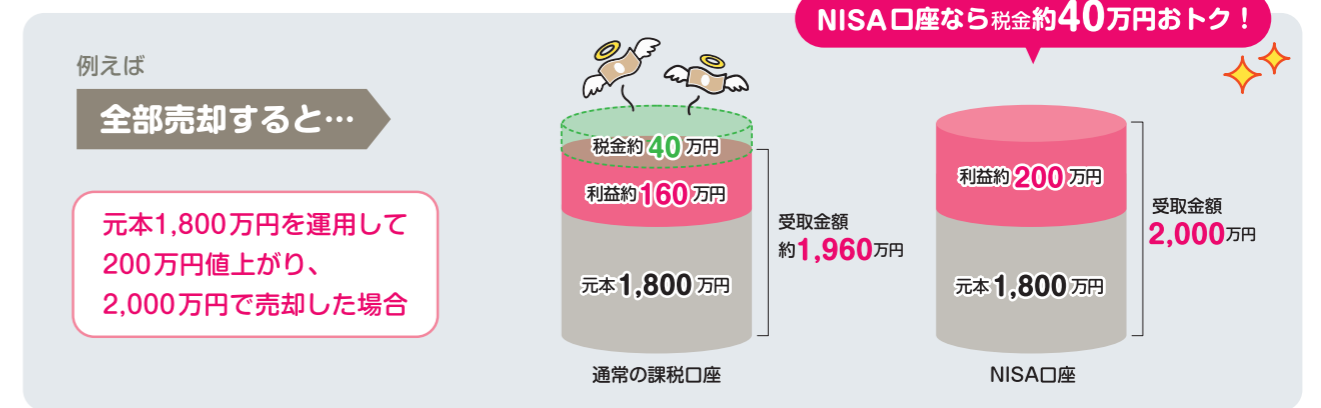 NISA口座なら税金約40万円おトク！
例えば
全部売却すると…
元本1,800万円を運用して
200万円値上がり、
2,000万円で売却した場合
税金約40万円
利益約160万円
元本1,800万円
受取金額
約1,960万円
通常の課税口座
利益約200万円
元本1,800万円
受取金額
2,000万円
NISA口座